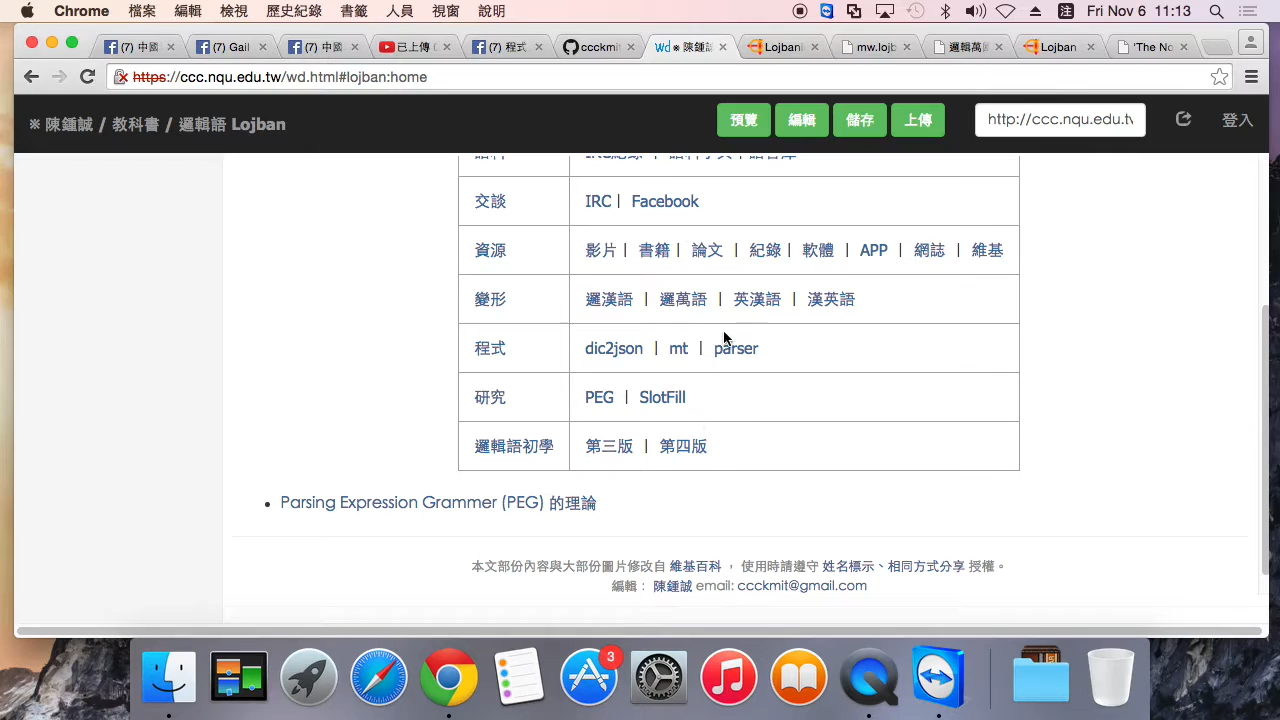 Chrome 檔案 編輯 檢視 歷史紀錄 書籤 人員 視窗 說明 注 Fri Nov 6 11:13
(7) 中國 (7) Gail (7) 中國 已上傳 ( (7) 程式 ccckmit Wd ※ 陳鍾誠 Lojban mw.lojb 邏輯萬 Lojban 'The No
https://ccc.nqu.edu.tw/wd.html#lojban:home
※ 陳鍾誠 / 教科書 / 邏輯語 Lojban 預覽 編輯 儲存 上傳 http://ccc.nqu.edu.tv 登入
交談 IRC | Facebook
資源 影片 | 書籍 | 論文 | 紀錄 | 軟體 | APP | 網誌 | 維基
變形 邏漢語 | 邏萬語 | 英漢語 | 漢英語
程式 dic2json | mt | parser
研究 PEG | SlotFill
邏輯語初學 第三版 | 第四版
• Parsing Expression Grammer (PEG) 的理論
本文部份內容與大部份圖片修改自 維基百科 ， 使用時請遵守 姓名標示、相同方式分享 授權。
編輯： 陳鍾誠 email: ccckmit@gmail.com
3